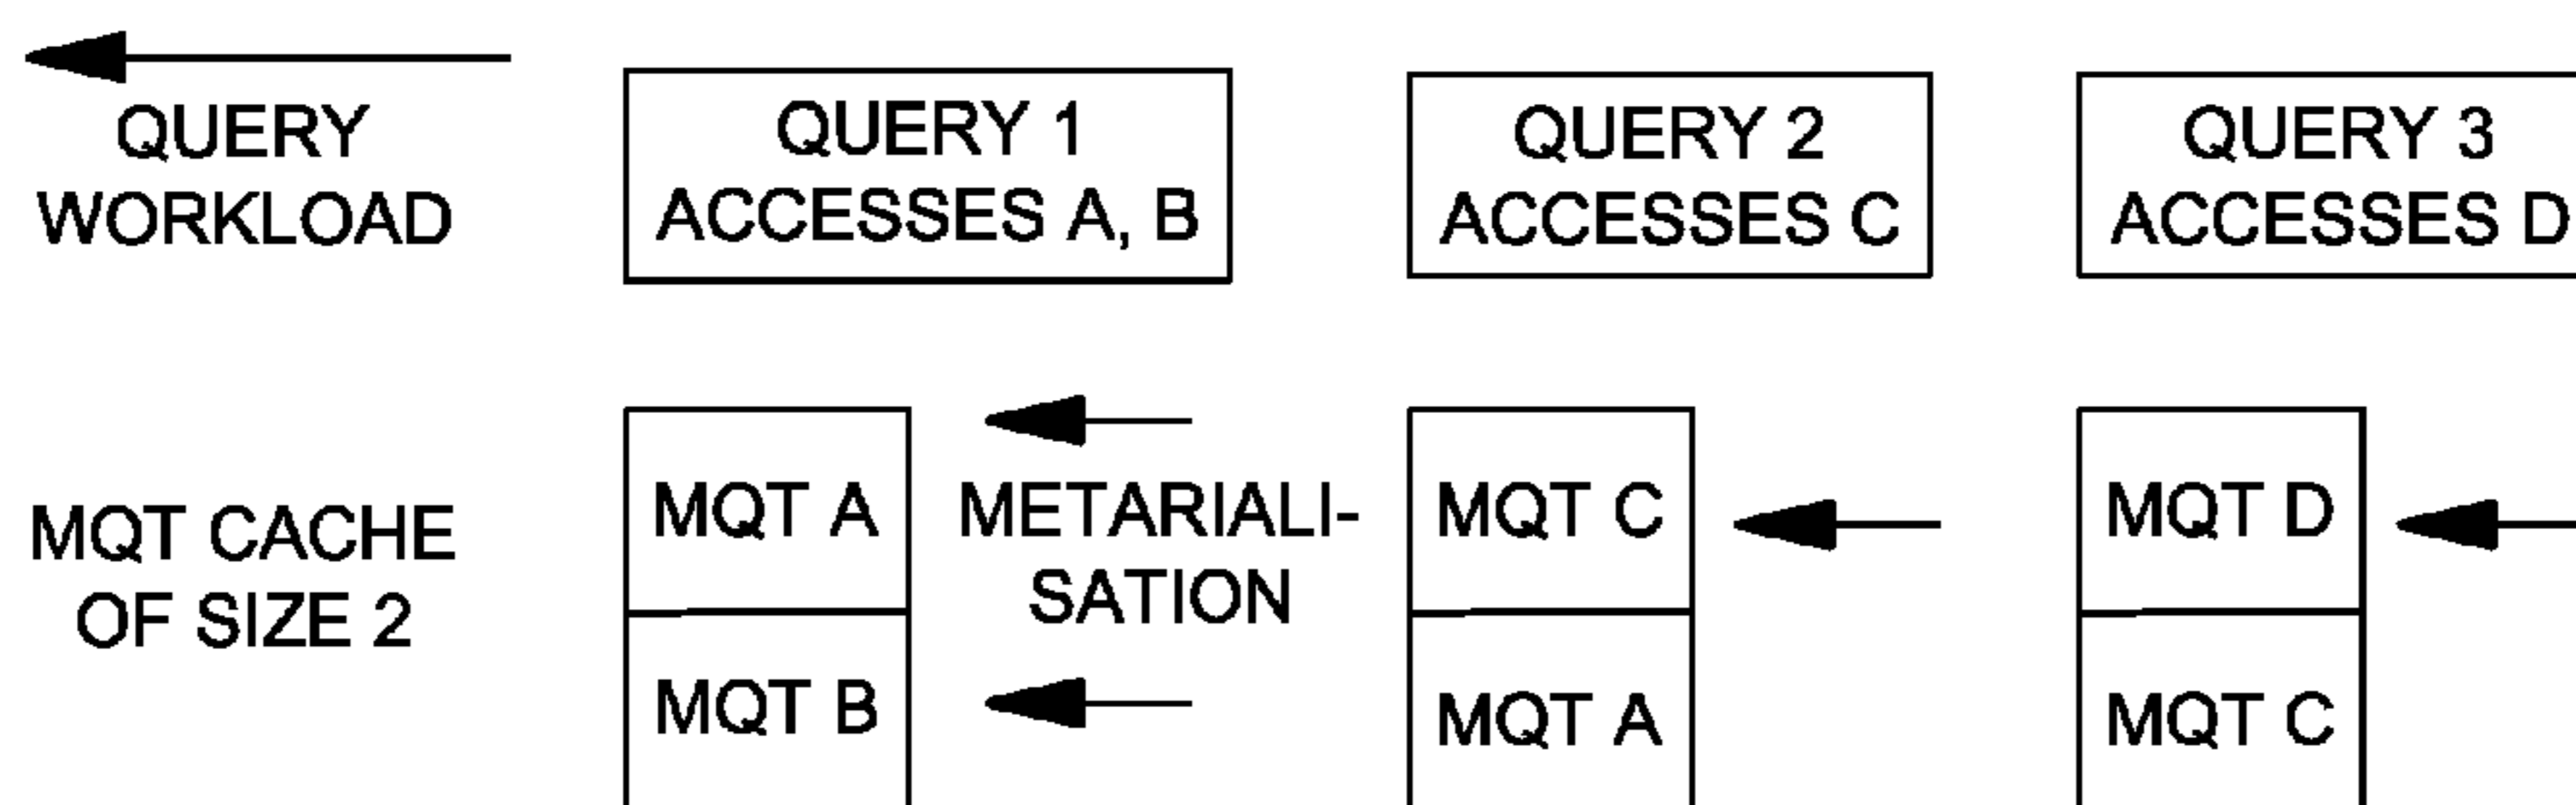 QUERY
WORKLOAD
QUERY 1
ACCESSES A, B
QUERY 2
ACCESSES C
QUERY 3
ACCESSES D
MQT CACHE
OF SIZE 2
MQT A
MQT B
METARIALI-
SATION
MQT C
MQT A
MQT D
MQT C